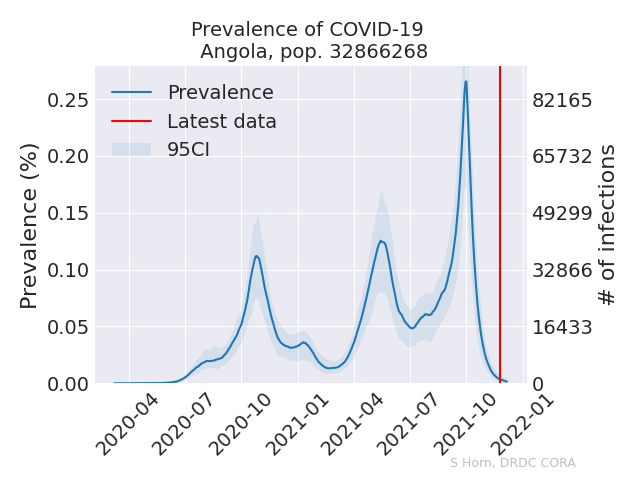 Prevalence of COVID-19
Angola, pop. 32866268
Prevalence
Latest data
95CI
Prevalence (%)
0.25
0.20
0.15
0.10
0.05
0.00
82165
65732
49299
32866
16433
0
# of infections
2020-04
2020-07
2020-10
2021-01
2021-04
2021-07
2021-10
2022-01
S Horn, DRDC CORA